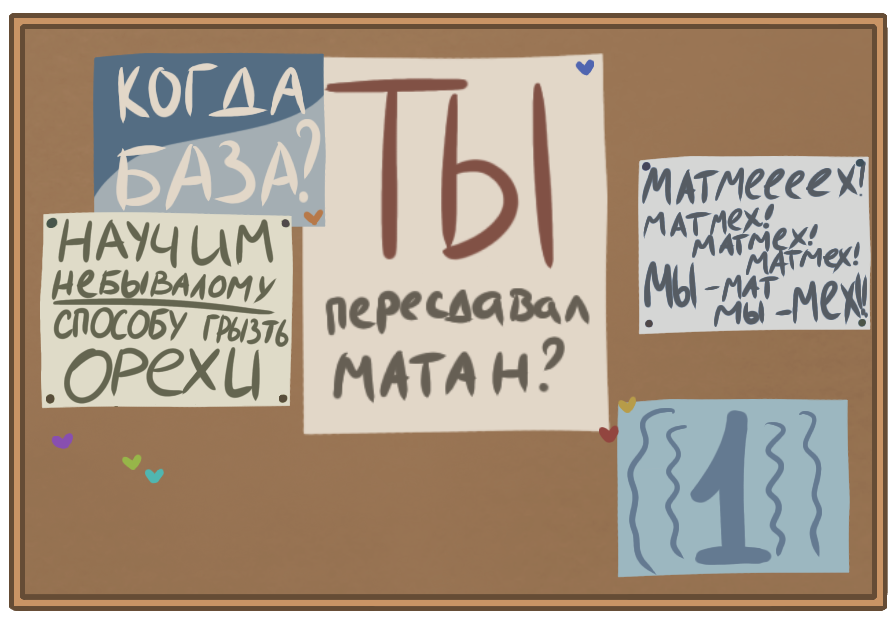 КОГДА
БАЗА?
НАУЧИМ
НЕБЫВАЛОМУ
СПОСОБУ ГРЫЗТЬ
ОРЕХИ
ТЫ
пересдавал
МАТАН?
МАТМЕЕЕЕХ!
МАТМЕХ!
МАТМЕХ!
МАТМЕХ!
МЫ - МАТ
МЫ - МЕХ!!
1